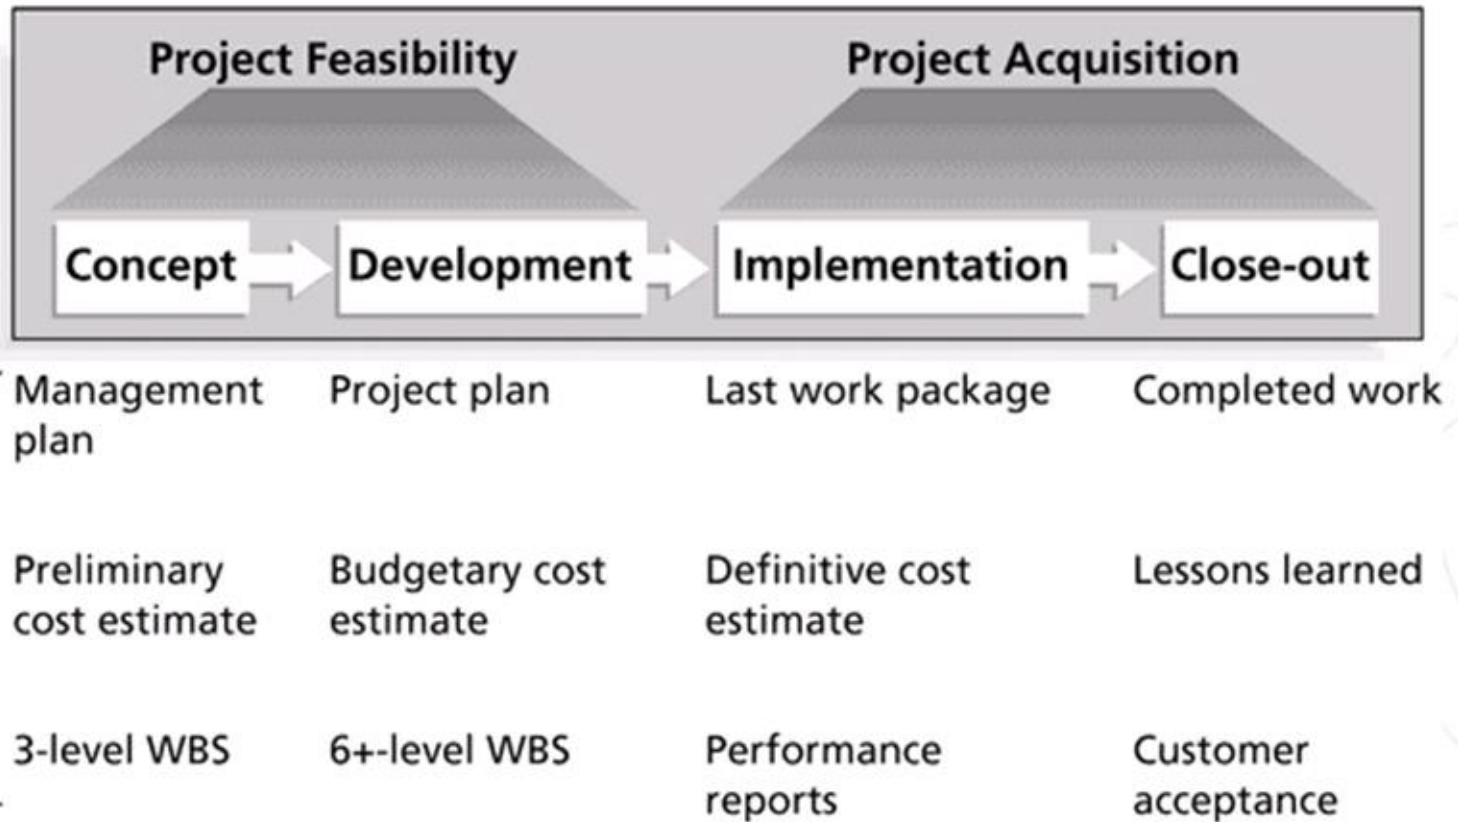 Project Feasibility
Project Acquisition
Concept
Development
Implementation
Close-out
Management
plan
Project plan
Last work package
Completed work
Preliminary
cost estimate
Budgetary cost
estimate
Definitive cost
estimate
Lessons learned
3-level WBS
6+-level WBS
Performance
reports
Customer
acceptance